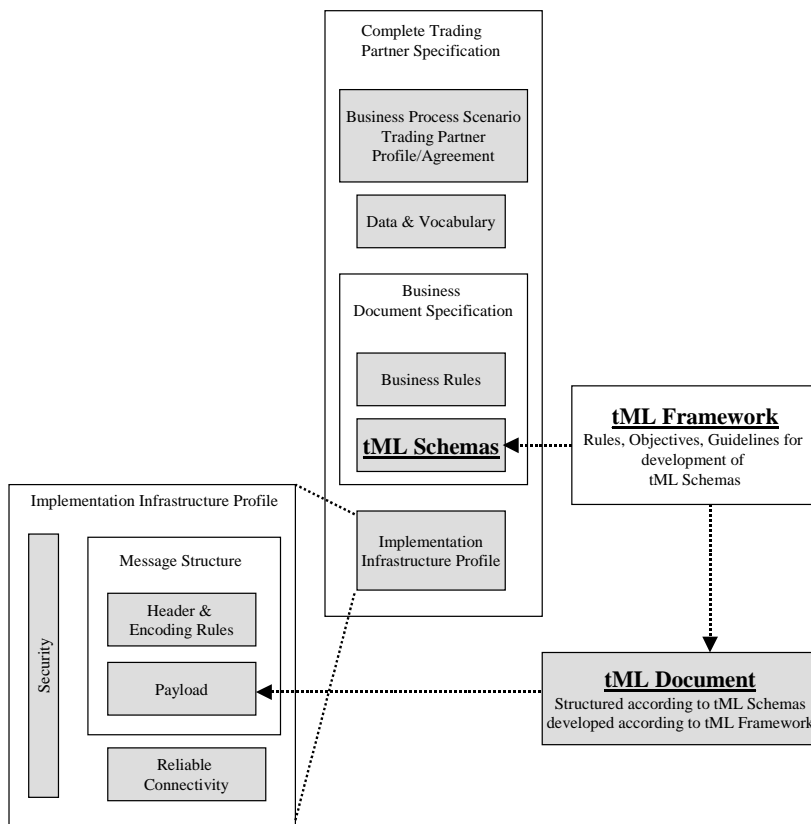 Complete Trading
Partner Specification
Business Process Scenario
Trading Partner
Profile/Agreement
Data & Vocabulary
Business
Document Specification
Business Rules
tML Schemas
tML Framework
Rules, Objectives, Guidelines for
development of
tML Schemas
Implementation Infrastructure Profile
Security
Message Structure
Header &
Encoding Rules
Payload
Reliable
Connectivity
Implementation
Infrastructure Profile
tML Document
Structured according to tML Schemas
developed according to tML Framework